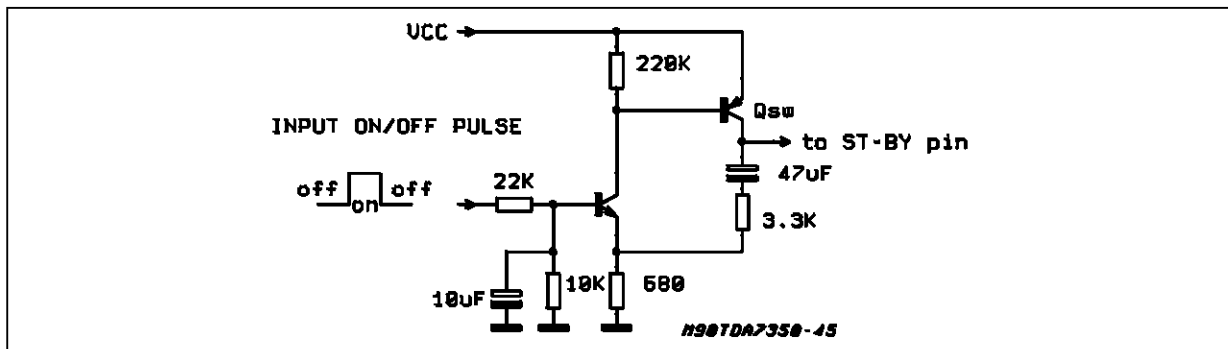 VCC
220K
Qsw
INPUT ON/OFF PULSE
to ST-BY pin
47uF
off on off
22K
3.3K
10uF
10K
680
M90TDA7350-45